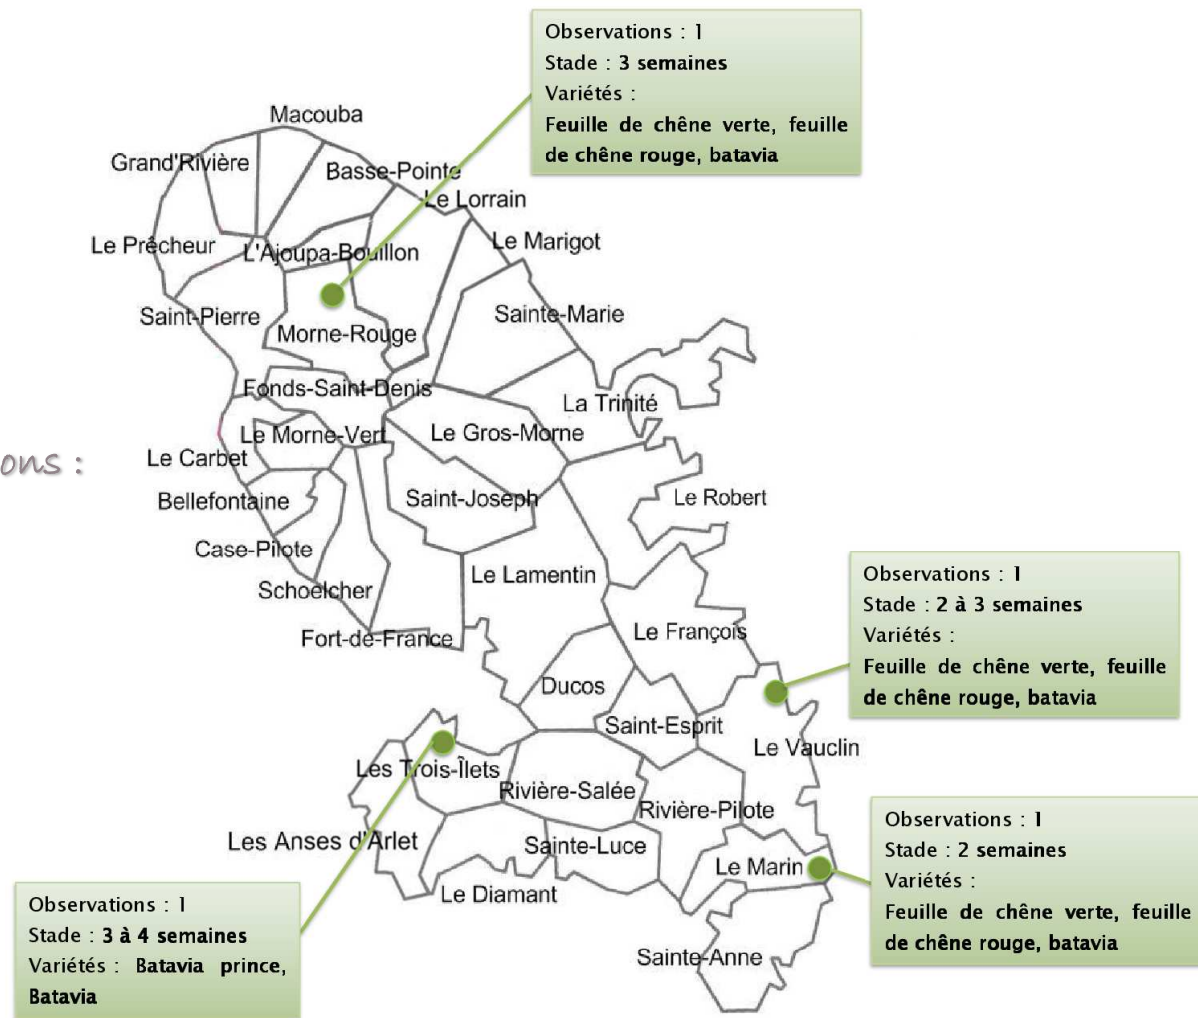 Observations : 1
Stade : 3 semaines
Variétés :
Feuille de chêne verte, feuille
de chêne rouge, batavia
Macouba
Grand'Rivière
Basse-Pointe
Le Lorrain
Le Prêcheur
L'Ajoupa-Bouillon
Le Marigot
Saint-Pierre
Sainte-Marie
Morne-Rouge
Fonds-Saint-Denis
La Trinité
Le Morne-Vert
Le Gros-Morne
ons :
Le Carbet
Bellefontaine
Saint-Joseph
Le Robert
Case-Pilote
Schoelcher
Le Lamentin
Fort-de-France
Le François
Observations : 1
Stade : 2 à 3 semaines
Variétés :
Feuille de chêne verte, feuille
de chêne rouge, batavia
Ducos
Saint-Esprit
Le Vauclin
Les Trois-Îlets
Rivière-Salée
Rivière-Pilote
Les Anses d'Arlet
Sainte-Luce
Le Marin
Le Diamant
Sainte-Anne
Observations : 1
Stade : 2 semaines
Variétés :
Feuille de chêne verte, feuille
de chêne rouge, batavia
Observations : 1
Stade : 3 à 4 semaines
Variétés : Batavia prince,
Batavia